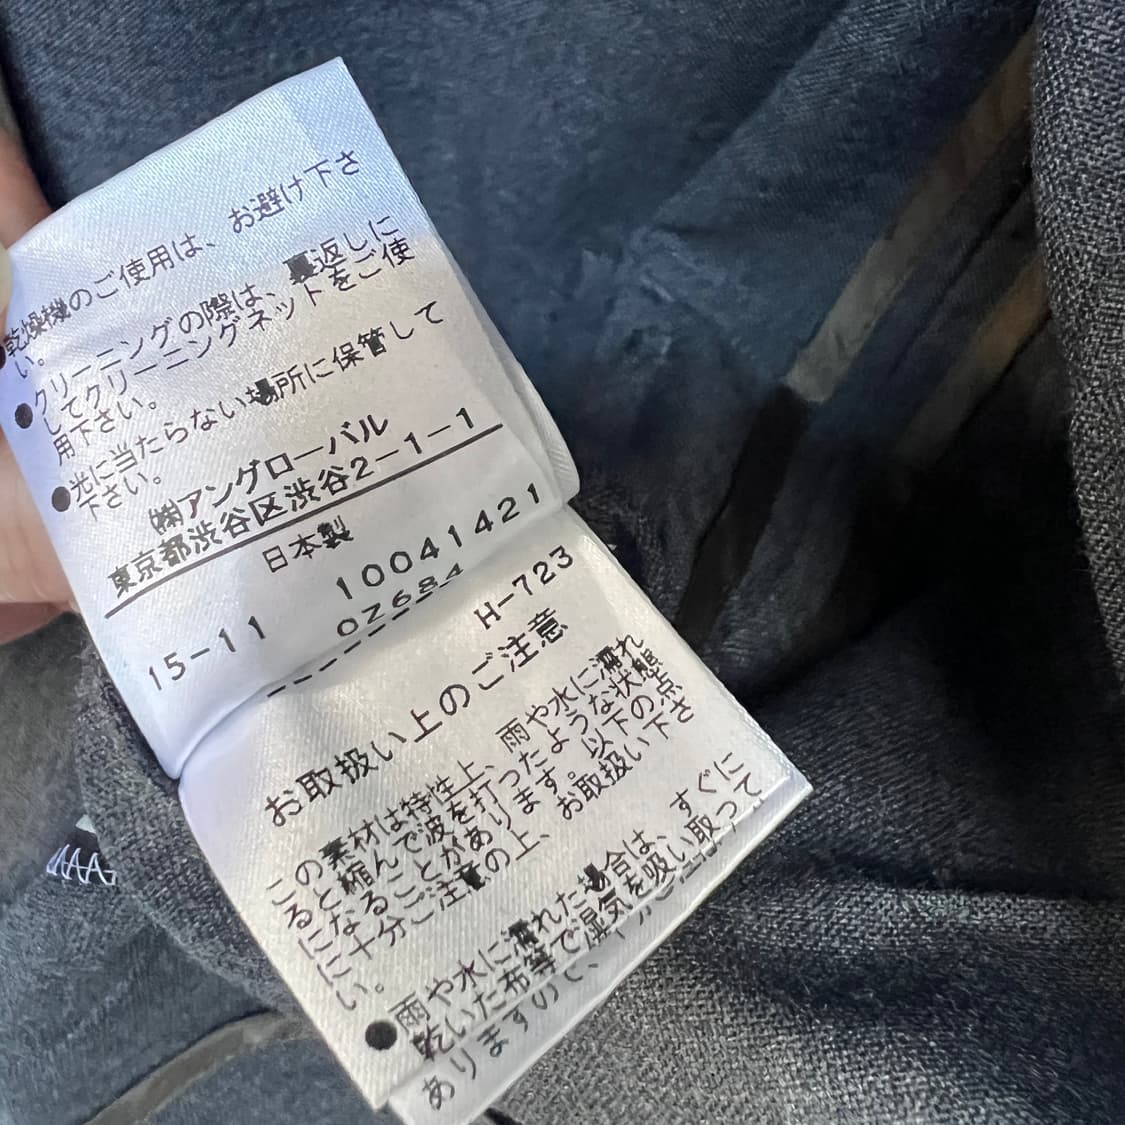 ●乾燥機のご使用は、お避け下さ
い。
●クリーニングの際は、裏返しに
してクリーニングネットをご使
用下さい。
●光に当たらない場所に保管して
下さい。
㈱アングローバル
東京都渋谷区渋谷2-1-1
日本製
15-11 10041421
0Z684
H-723
お取扱い上のご注意
この素材は特性上、雨や水に濡れ
ると縮んで波を打ったような状態
になることがあります。以下の点
に十分ご注意の上、お取扱い下さ
い。
●雨や水に濡れた場合は、すぐに
乾いた布等で湿気を吸い取って
ありますので、